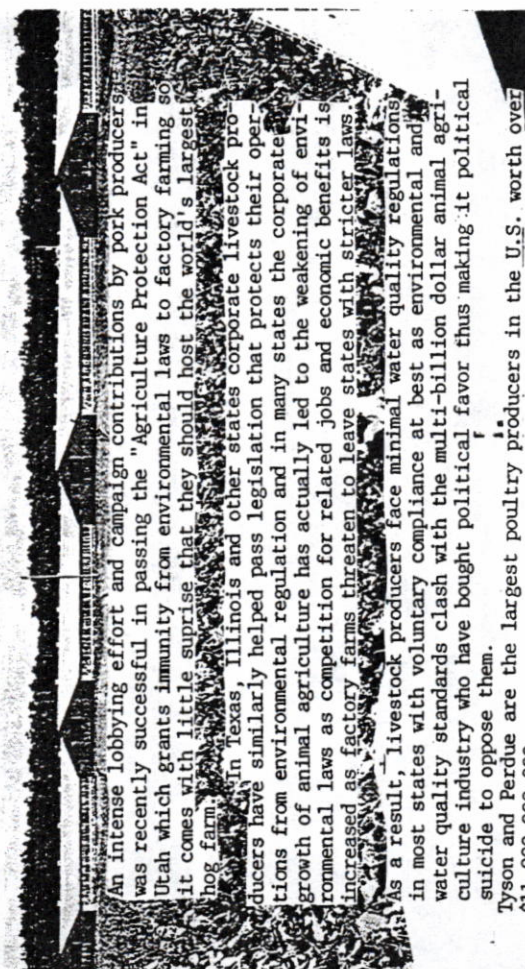 An intense lobbying effort and campaign contributions by pork producers
was recently successful in passing the "Agriculture Protection Act" in
Utah which grants immunity from environmental laws to factory farming so
it comes with little suprise that they should host the world's largest
hog farm.
In Texas, Illinois and other states corporate livestock pro-
ducers have similarly helped pass legislation that protects their oper-
tions from environmental regulation and in many states the corporate
growth of animal agriculture has actually led to the weakening of envi-
ronmental laws as competition for related jobs and economic benefits is
increased as factory farms threaten to leave states with stricter laws
As a result, livestock producers face minimal water quality regulations
in most states with voluntary compliance at best as environmental and
water quality standards clash with the multi-billion dollar animal agri-
culture industry who have bought political favor thus making it political
suicide to oppose them.
Tyson and Perdue are the largest poultry producers in the U.S. worth over